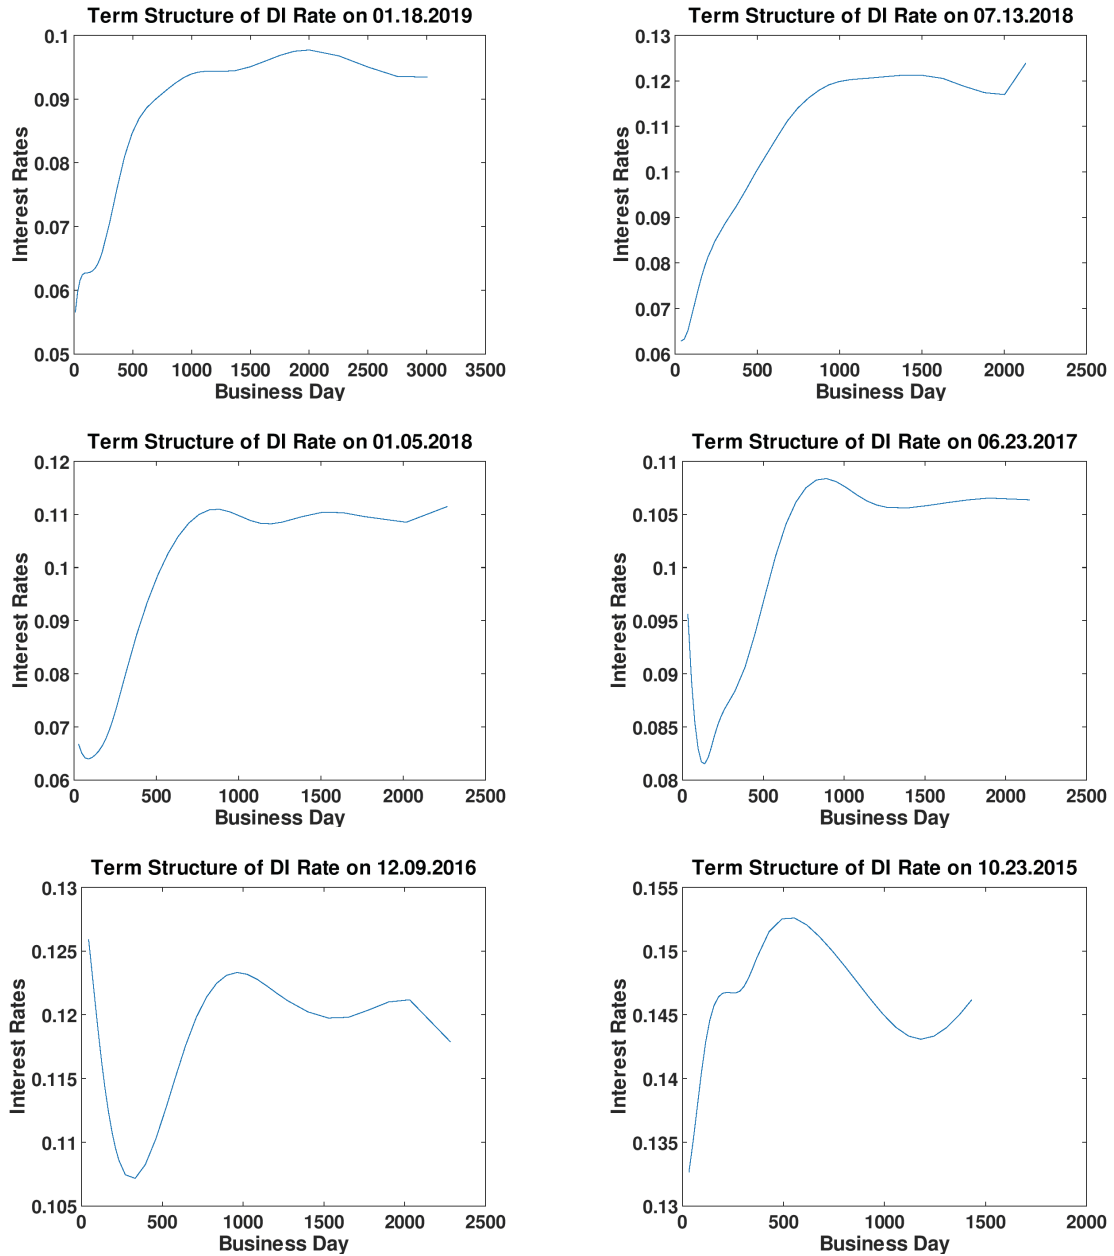 Term Structure of DI Rate on 01.18.2019
0.1
0.09
0.08
0.07
0.06
0.05
Interest Rates
0 500 1000 1500 2000 2500 3000 3500
Business Day
Term Structure of DI Rate on 07.13.2018
0.13
0.12
0.11
0.1
0.09
0.08
0.07
0.06
Interest Rates
0 500 1000 1500 2000 2500
Business Day
Term Structure of DI Rate on 01.05.2018
0.12
0.11
0.1
0.09
0.08
0.07
0.06
Interest Rates
0 500 1000 1500 2000 2500
Business Day
Term Structure of DI Rate on 06.23.2017
0.11
0.105
0.1
0.095
0.09
0.085
0.08
Interest Rates
0 500 1000 1500 2000 2500
Business Day
Term Structure of DI Rate on 12.09.2016
0.13
0.125
0.12
0.115
0.11
0.105
Interest Rates
0 500 1000 1500 2000 2500
Business Day
Term Structure of DI Rate on 10.23.2015
0.155
0.15
0.145
0.14
0.135
0.13
Interest Rates
0 500 1000 1500 2000
Business Day